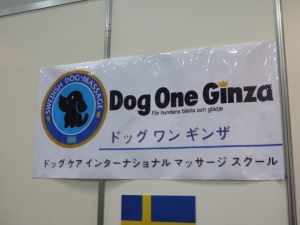 SWEDISH DOG MASSAGE
Dog One Ginza
För hundens bästa och glädje
ドッグ ワン ギンザ
ドッグ ケア インターナショナル マッサージ スクール